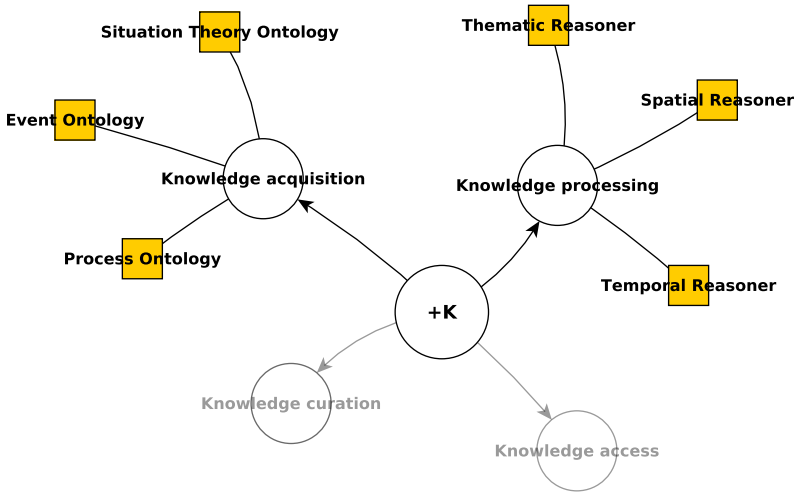 Situation Theory Ontology
Thematic Reasoner
Event Ontology
Spatial Reasoner
Knowledge acquisition
Knowledge processing
Process Ontology
Temporal Reasoner
+K
Knowledge curation
Knowledge access